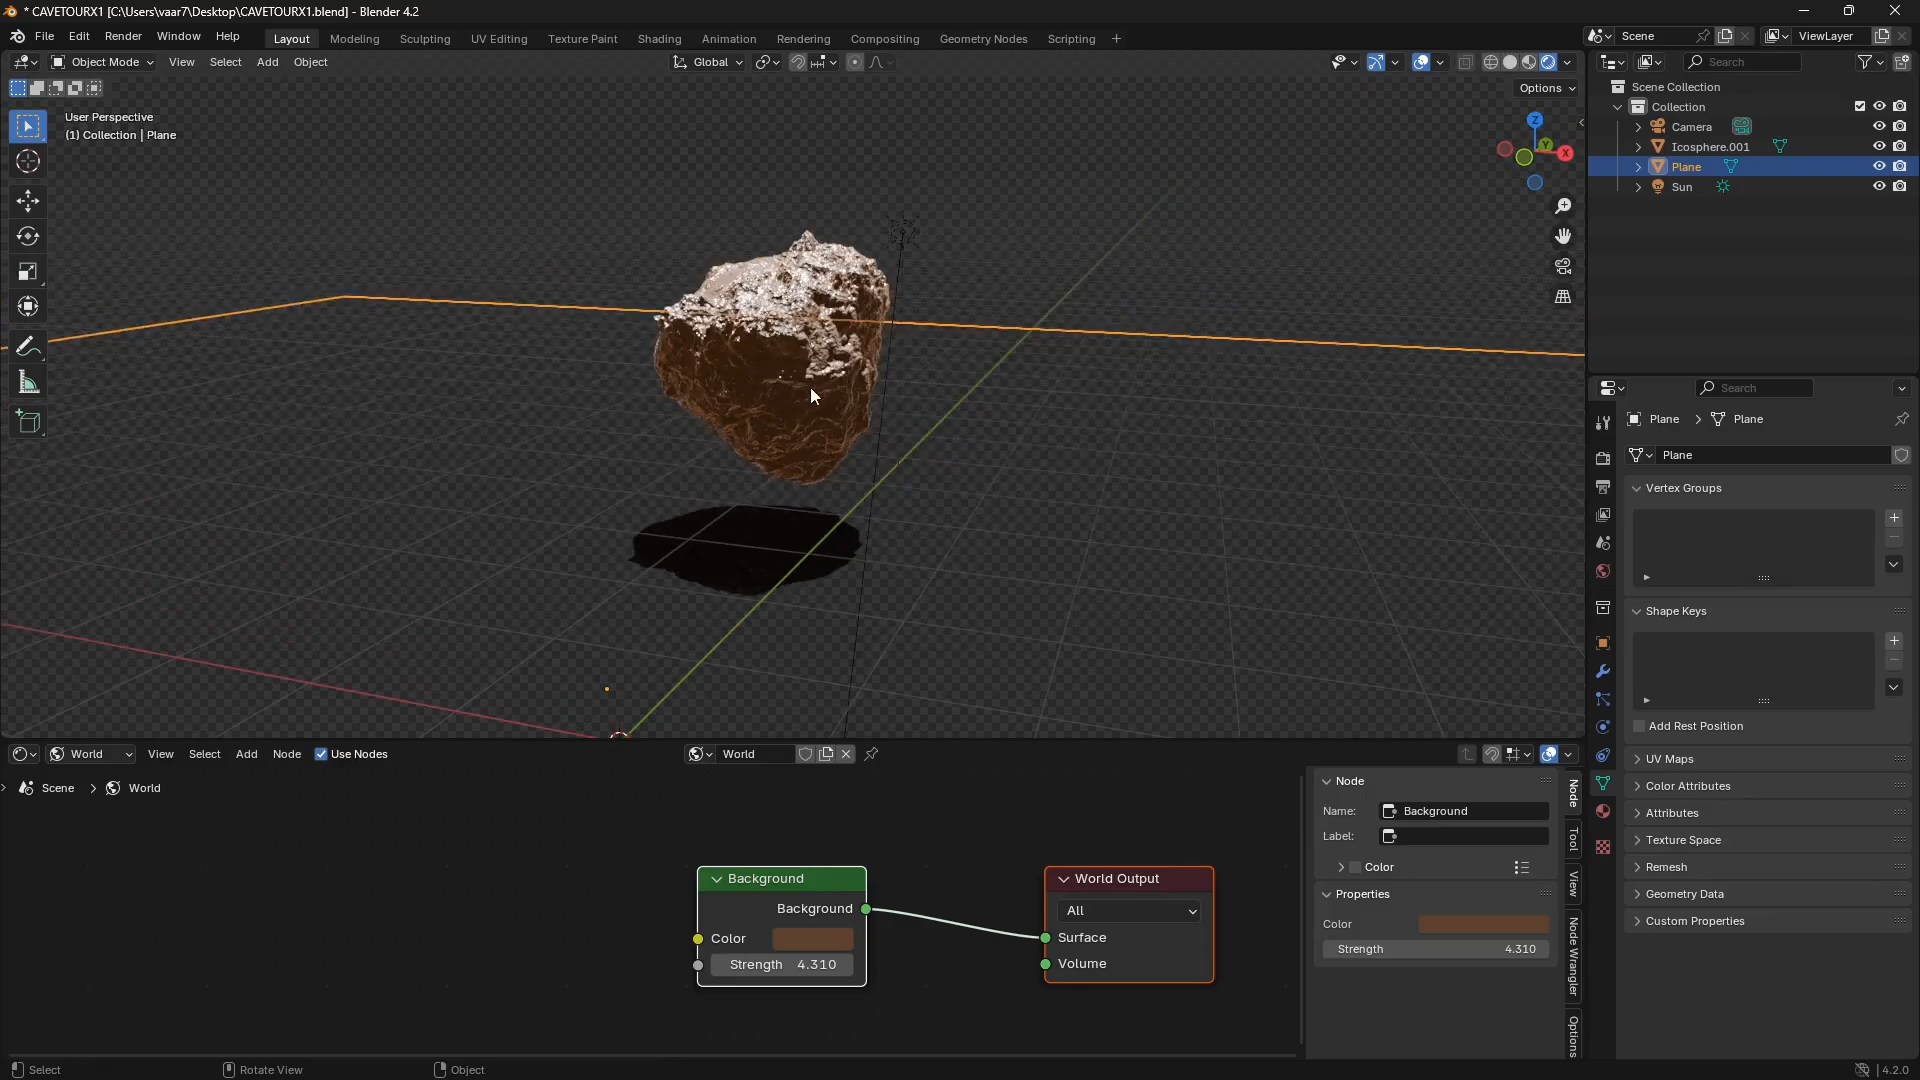 * CAVETOURX1 [C:\Users\vaar7\Desktop\CAVETOURX1.blend] - Blender 4.2
File Edit Render Window Help Layout Modeling Sculpting UV Editing Texture Paint Shading Animation Rendering Compositing Geometry Nodes Scripting + Scene ViewLayer
Object Mode View Select Add Object Global Search
Options
User Perspective
(1) Collection | Plane
Z
Y
X
Scene Collection
Collection
Camera
Icosphere.001
Plane
Sun
Search
Plane > Plane
Plane
Vertex Groups
Shape Keys
Add Rest Position
UV Maps
Color Attributes
Attributes
Texture Space
Remesh
Geometry Data
Custom Properties
World View Select Add Node Use Nodes World
Scene > World
Background
Background
Color
Strength 4.310
World Output
All
Surface
Volume
Node
Name: Background
Label:
Color
Properties
Color
Strength 4.310
Node
Tool
View
Node Wrangler
Options
Select Rotate View Object 4.2.0